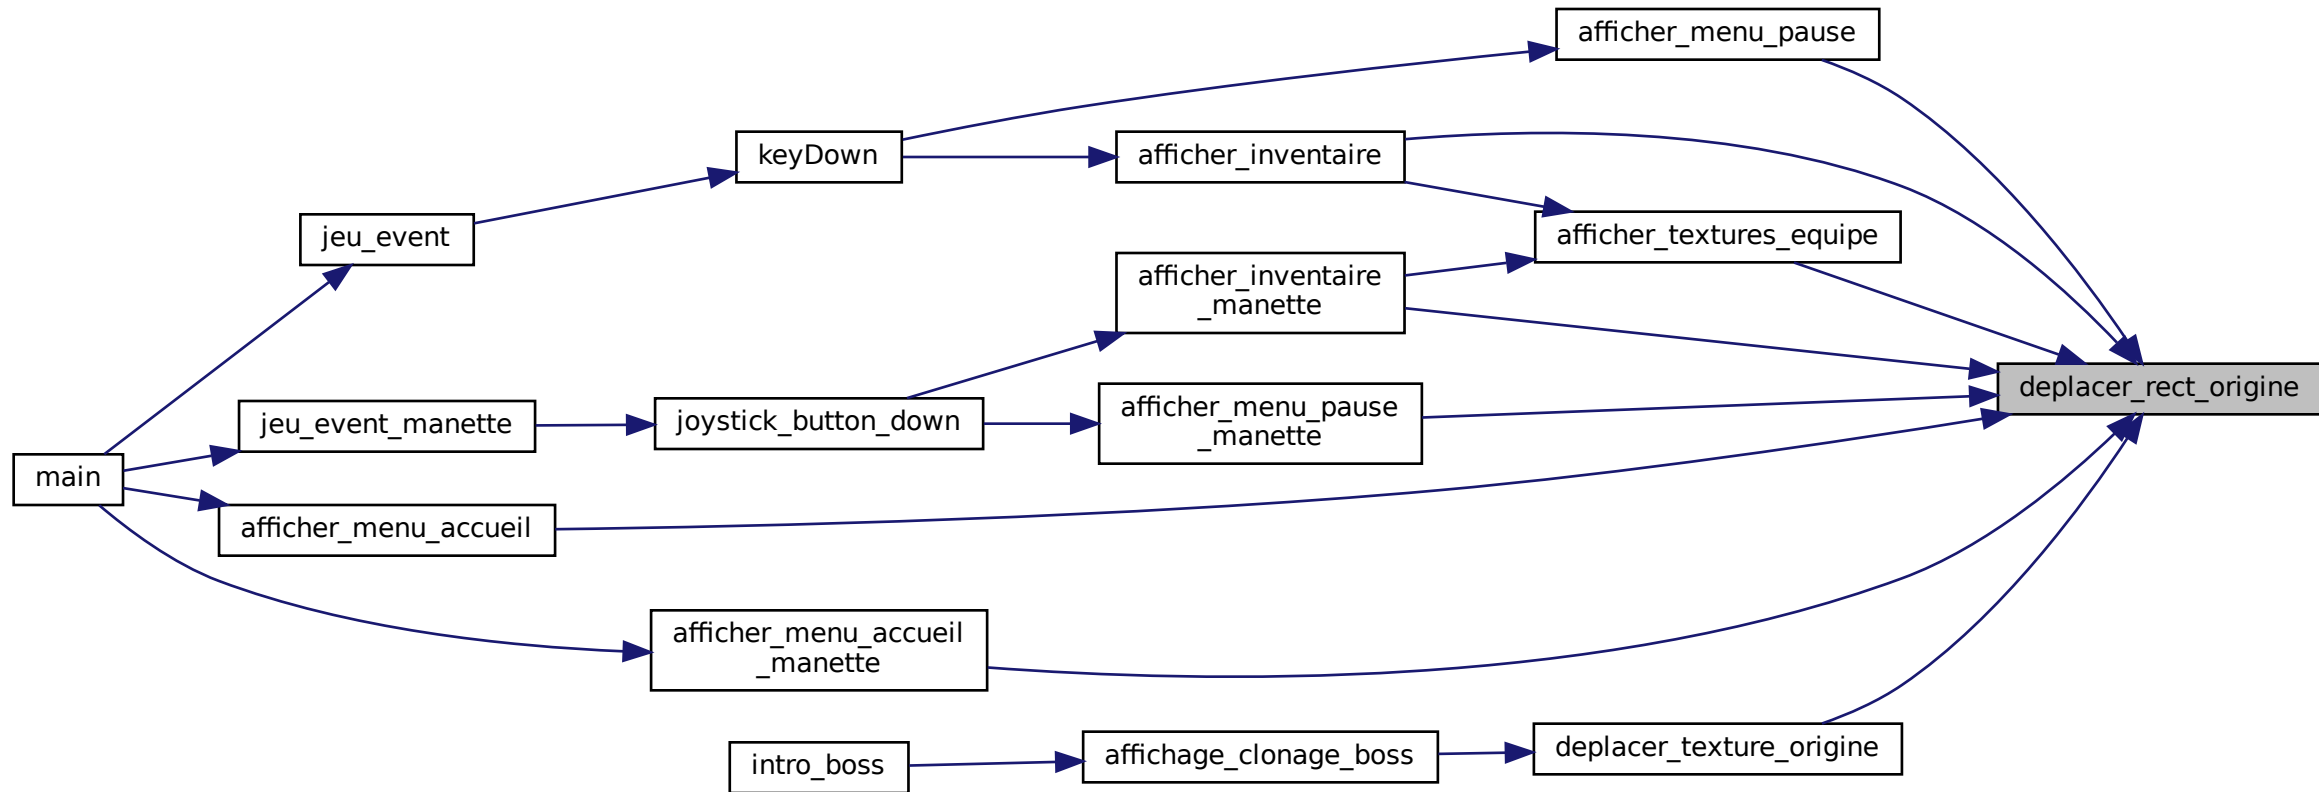 afficher_menu_pause
keyDown
afficher_inventaire
jeu_event
afficher_textures_equipe
afficher_inventaire
_manette
deplacer_rect_origine
jeu_event_manette
joystick_button_down
afficher_menu_pause
_manette
main
afficher_menu_accueil
afficher_menu_accueil
_manette
intro_boss
affichage_clonage_boss
deplacer_texture_origine